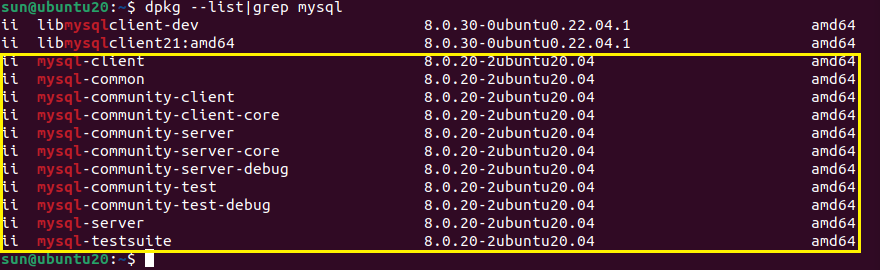 sun@ubuntu20:~$ dpkg --list|grep mysql
ii  libmysqlclient-dev                         8.0.30-0ubuntu0.22.04.1                    amd64
ii  libmysqlclient21:amd64                     8.0.30-0ubuntu0.22.04.1                    amd64
ii  mysql-client                               8.0.20-2ubuntu20.04                        amd64
ii  mysql-common                               8.0.20-2ubuntu20.04                        amd64
ii  mysql-community-client                     8.0.20-2ubuntu20.04                        amd64
ii  mysql-community-client-core                8.0.20-2ubuntu20.04                        amd64
ii  mysql-community-server                     8.0.20-2ubuntu20.04                        amd64
ii  mysql-community-server-core                8.0.20-2ubuntu20.04                        amd64
ii  mysql-community-server-debug               8.0.20-2ubuntu20.04                        amd64
ii  mysql-community-test                       8.0.20-2ubuntu20.04                        amd64
ii  mysql-community-test-debug                 8.0.20-2ubuntu20.04                        amd64
ii  mysql-server                               8.0.20-2ubuntu20.04                        amd64
ii  mysql-testsuite                            8.0.20-2ubuntu20.04                        amd64
sun@ubuntu20:~$